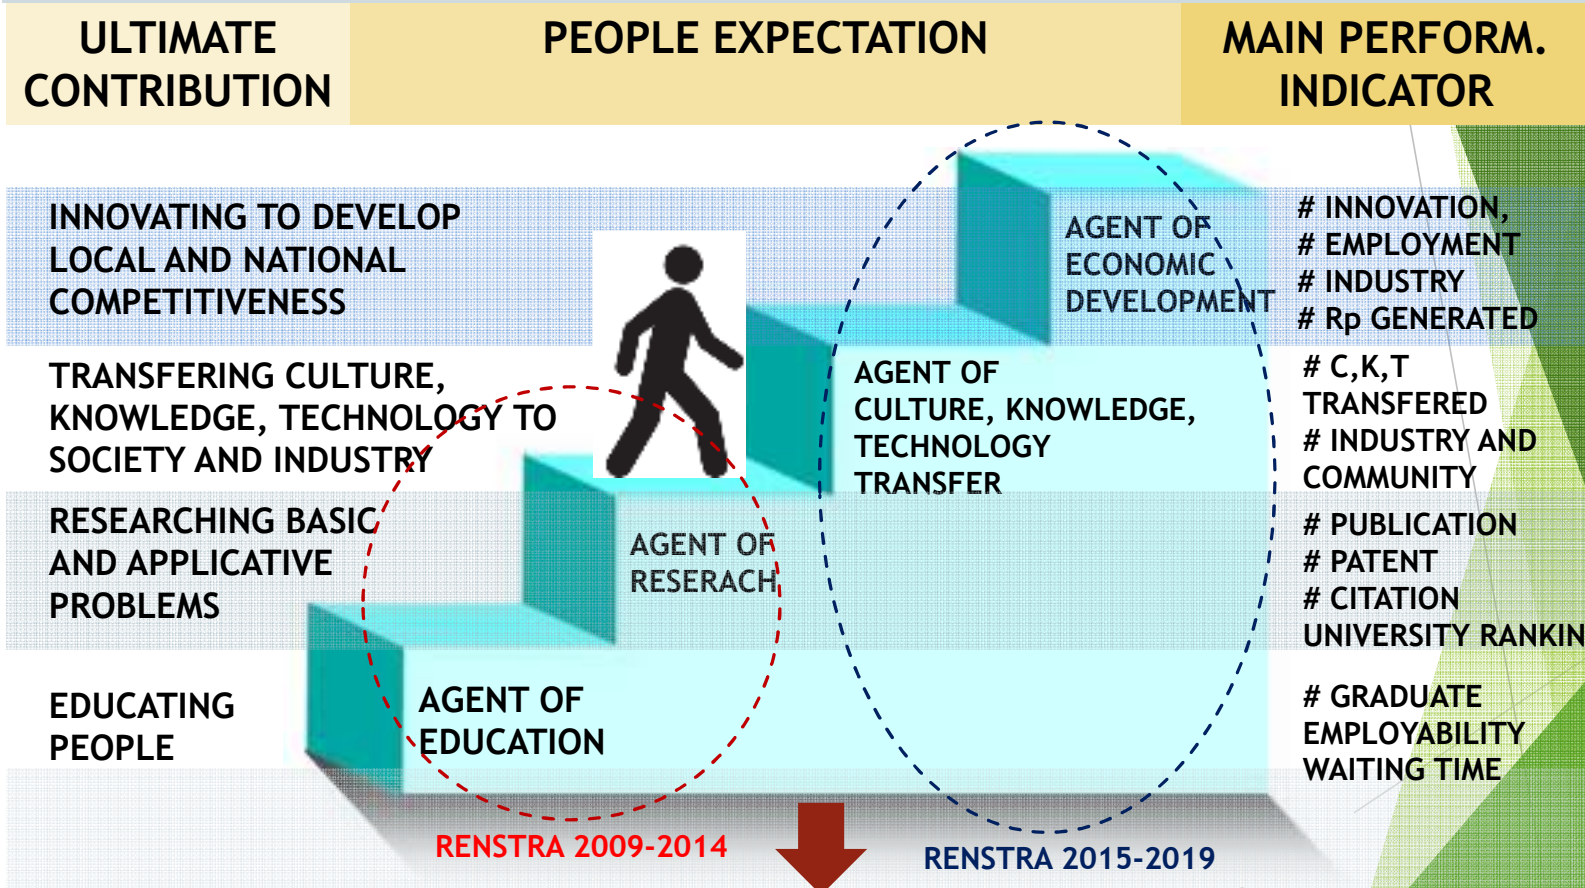 ULTIMATE
CONTRIBUTION
PEOPLE EXPECTATION
MAIN PERFORM.
INDICATOR
INNOVATING TO DEVELOP
LOCAL AND NATIONAL
COMPETITIVENESS
AGENT OF
ECONOMIC
DEVELOPMENT
# INNOVATION,
# EMPLOYMENT
# INDUSTRY
# Rp GENERATED
TRANSFERING CULTURE,
KNOWLEDGE, TECHNOLOGY TO
SOCIETY AND INDUSTRY
AGENT OF
CULTURE, KNOWLEDGE,
TECHNOLOGY
TRANSFER
# C,K,T
TRANSFERED
# INDUSTRY AND
COMMUNITY
RESEARCHING BASIC
AND APPLICATIVE
PROBLEMS
AGENT OF
RESERACH
# PUBLICATION
# PATENT
# CITATION
UNIVERSITY RANKIN
EDUCATING
PEOPLE
AGENT OF
EDUCATION
# GRADUATE
EMPLOYABILITY
WAITING TIME
RENSTRA 2009-2014
RENSTRA 2015-2019